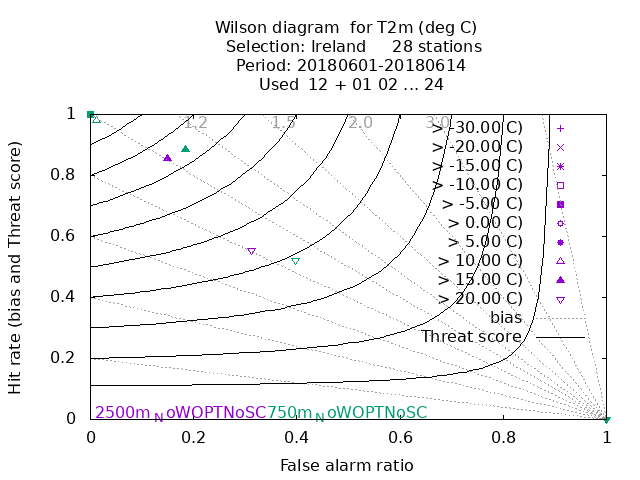 Wilson diagram  for T2m (deg C)
Selection: Ireland     28 stations
Period: 20180601-20180614
Used  12 + 01 02 ... 24
Hit rate (bias and Threat score)
1
0.8
0.6
0.4
0.2
0
1.2
1.5
2.0
3.0
> -30.00 C)
> -20.00 C)
> -15.00 C)
> -10.00 C)
> -5.00 C)
> 0.00 C)
> 5.00 C)
> 10.00 C)
> 15.00 C)
> 20.00 C)
bias
Threat score
2500mNoWOPTNoSC 750mNoWOPTNoSC
0 0.2 0.4 0.6 0.8 1
False alarm ratio